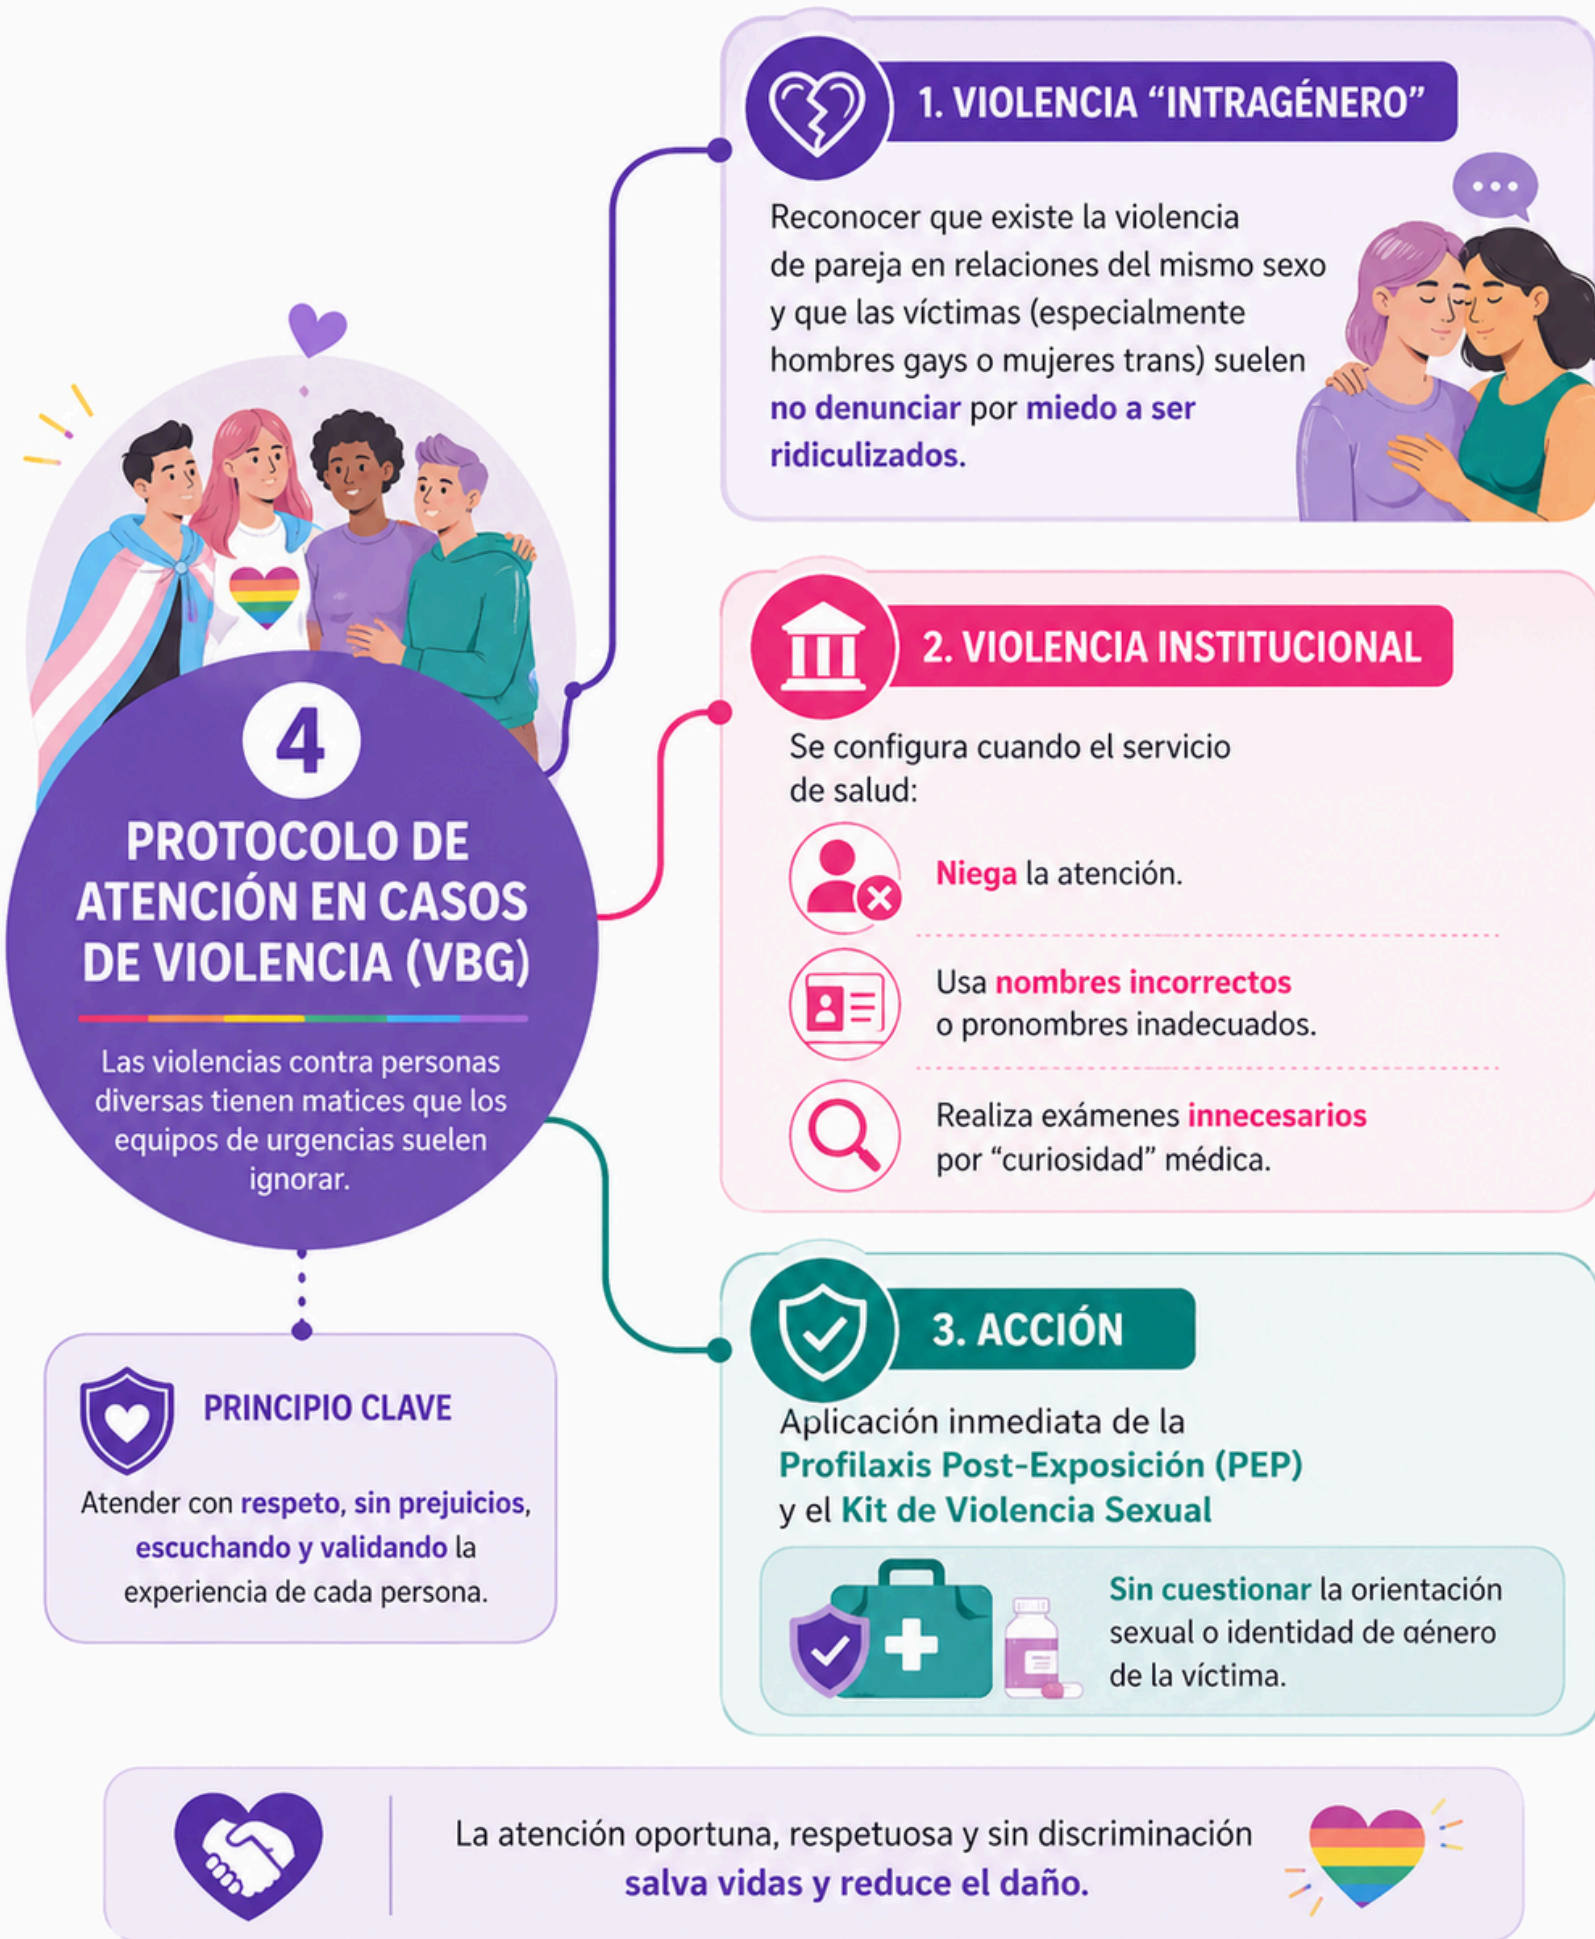 4
PROTOCOLO DE
ATENCIÓN EN CASOS
DE VIOLENCIA (VBG)
Las violencias contra personas
diversas tienen matices que los
equipos de urgencias suelen
ignorar.
PRINCIPIO CLAVE
Atender con respeto, sin prejuicios,
escuchando y validando la
experiencia de cada persona.
1. VIOLENCIA “INTRAGÉNERO”
Reconocer que existe la violencia
de pareja en relaciones del mismo sexo
y que las víctimas (especialmente
hombres gays o mujeres trans) suelen
no denunciar por miedo a ser
ridiculizados.
2. VIOLENCIA INSTITUCIONAL
Se configura cuando el servicio
de salud:
Niega la atención.
Usa nombres incorrectos
o pronombres inadecuados.
Realiza exámenes innecesarios
por “curiosidad” médica.
3. ACCIÓN
Aplicación inmediata de la
Profilaxis Post-Exposición (PEP)
y el Kit de Violencia Sexual
Sin cuestionar la orientación
sexual o identidad de género
de la víctima.
La atención oportuna, respetuosa y sin discriminación
salva vidas y reduce el daño.